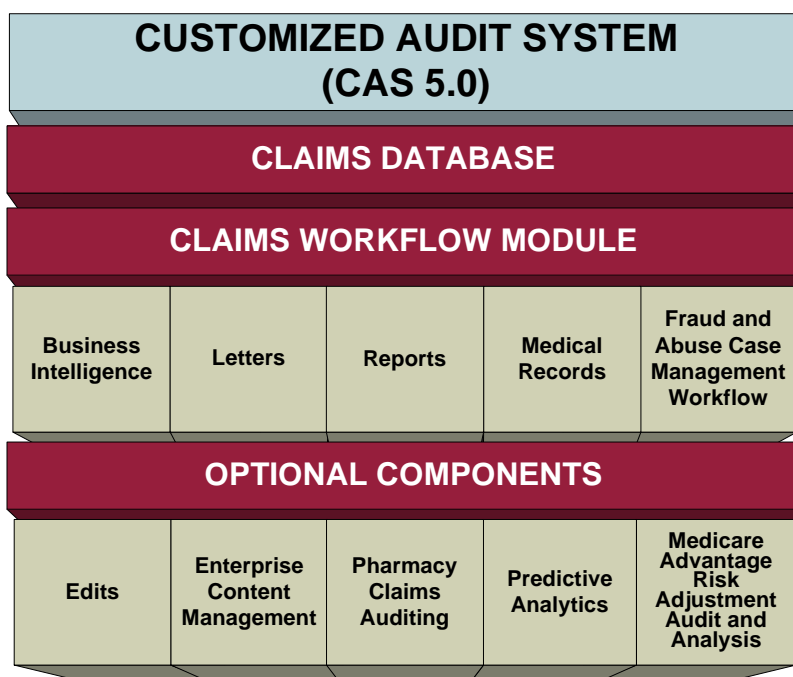 CUSTOMIZED AUDIT SYSTEM
(CAS 5.0)
CLAIMS DATABASE
CLAIMS WORKFLOW MODULE
Business
Intelligence
Letters
Reports
Medical
Records
Fraud and
Abuse Case
Management
Workflow
OPTIONAL COMPONENTS
Edits
Enterprise
Content
Management
Pharmacy
Claims
Auditing
Predictive
Analytics
Medicare
Advantage
Risk
Adjustment
Audit and
Analysis